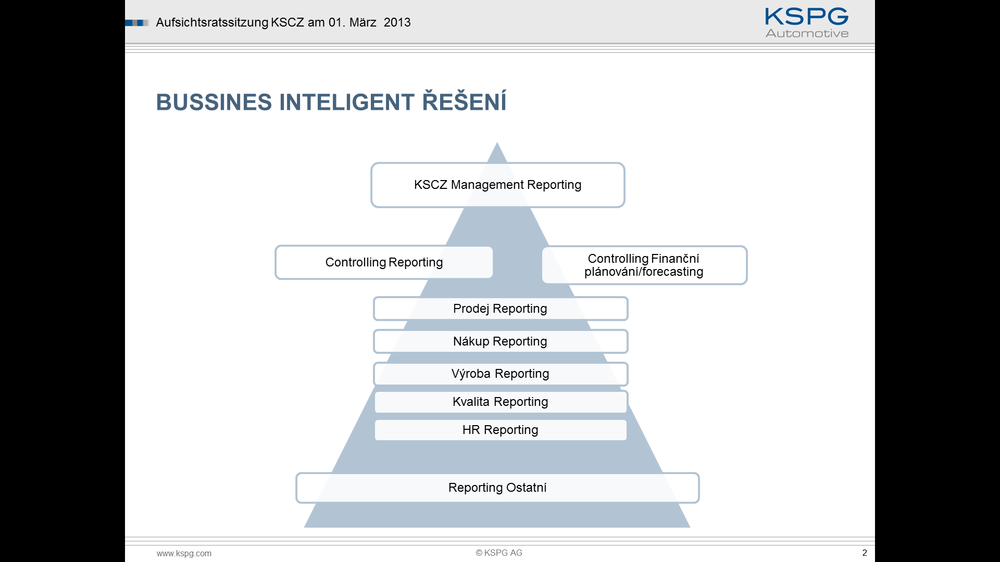 Aufsichtsratssitzung KSCZ am 01. März  2013
KSPG
Automotive
BUSSINES INTELIGENT ŘEŠENÍ
KSCZ Management Reporting
Controlling Reporting
Controlling Finanční
plánování/forecasting
Prodej Reporting
Nákup Reporting
Výroba Reporting
Kvalita Reporting
HR Reporting
Reporting Ostatní
www.kspg.com
© KSPG AG
2